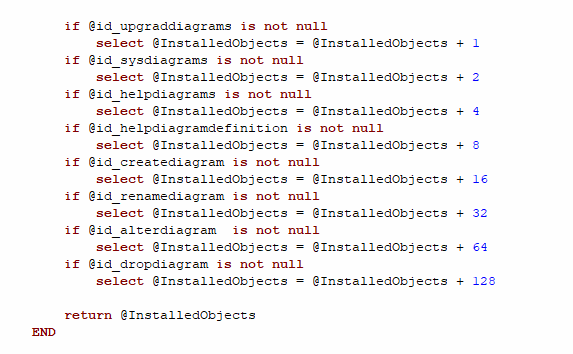 if @id_upgraddiagrams is not null
select @InstalledObjects = @InstalledObjects + 1
if @id_sysdiagrams is not null
select @InstalledObjects = @InstalledObjects + 2
if @id_helpdiagrams is not null
select @InstalledObjects = @InstalledObjects + 4
if @id_helpdiagramdefinition is not null
select @InstalledObjects = @InstalledObjects + 8
if @id_creatediagram is not null
select @InstalledObjects = @InstalledObjects + 16
if @id_renamediagram is not null
select @InstalledObjects = @InstalledObjects + 32
if @id_alterdiagram  is not null
select @InstalledObjects = @InstalledObjects + 64
if @id_dropdiagram is not null
select @InstalledObjects = @InstalledObjects + 128
return @InstalledObjects
END